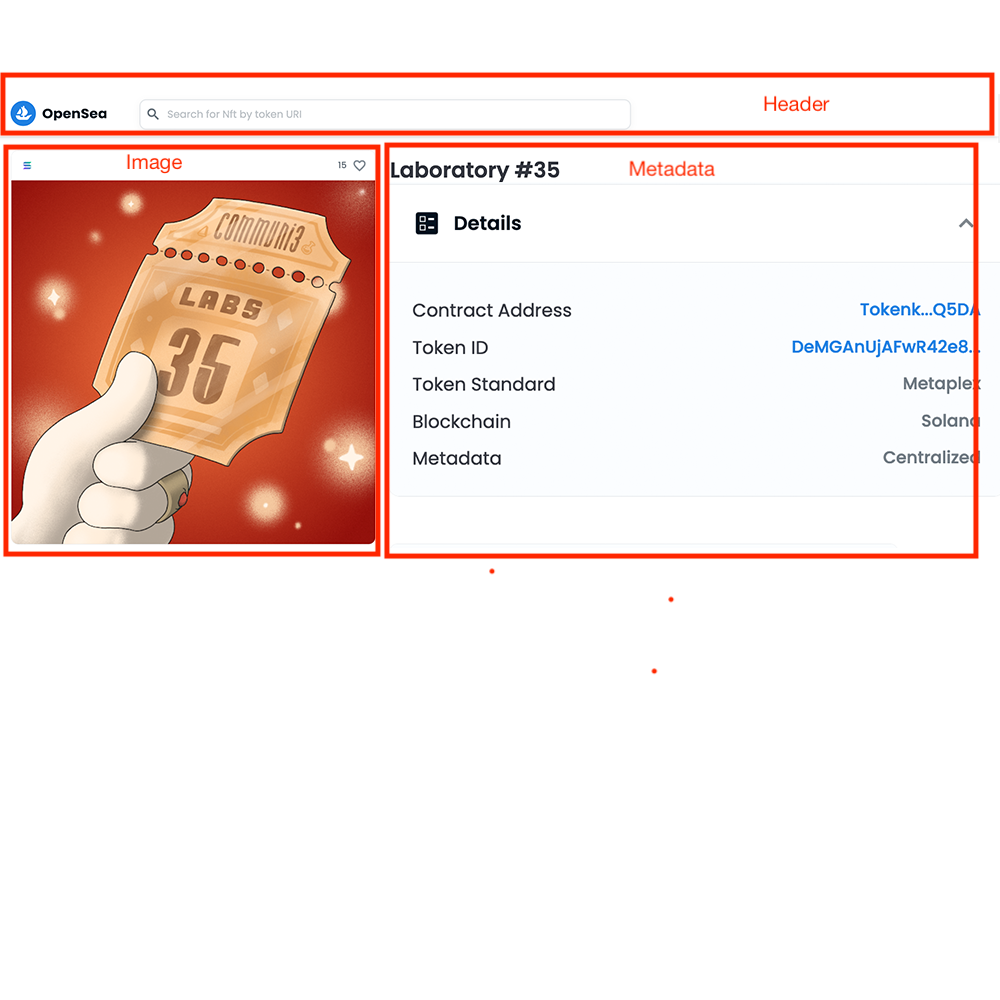 Header
OpenSea
Search for Nft by token URI
Image
15
COMMUNI3
LABS
35
Laboratory #35
Metadata
Details
Contract Address Tokenk...Q5DA
Token ID DeMGAnUjAFwR42e8...
Token Standard Metaplex
Blockchain Solana
Metadata Centralized